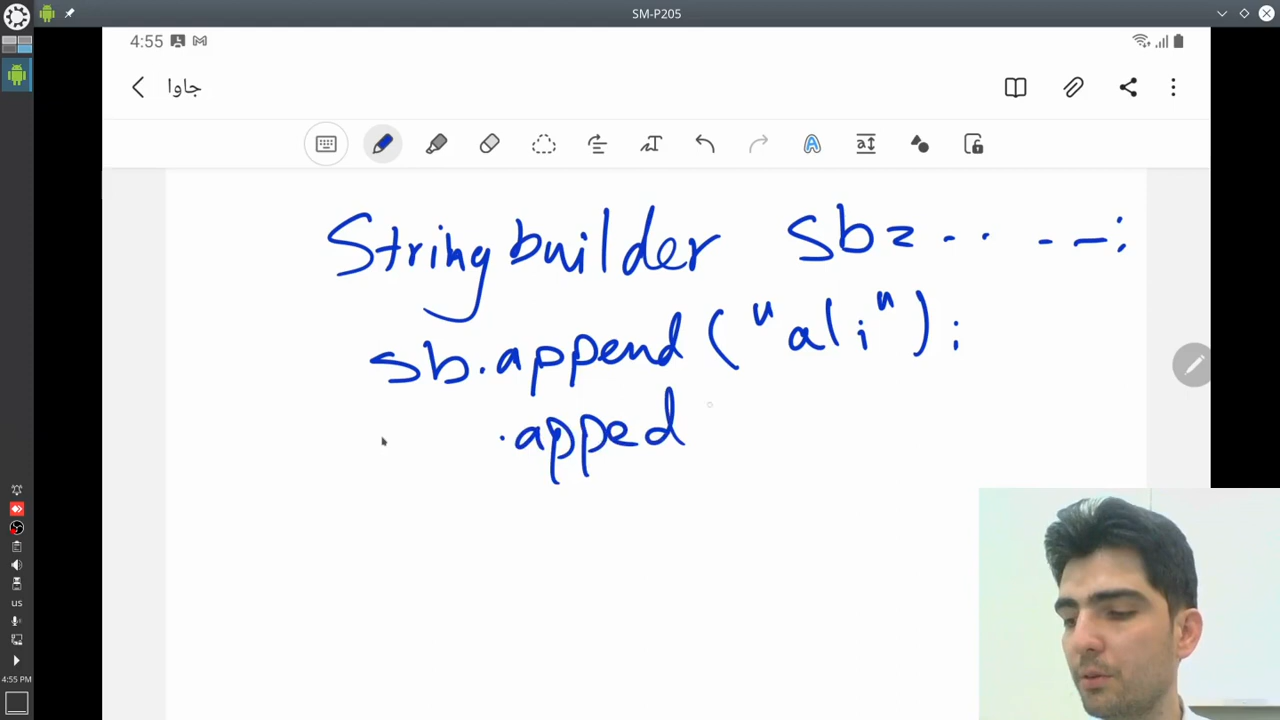 SM-P205
4:55
جاوا
Stringbuilder sb= .. . -;
sb.append("ali");
.apped
us
4:55 PM